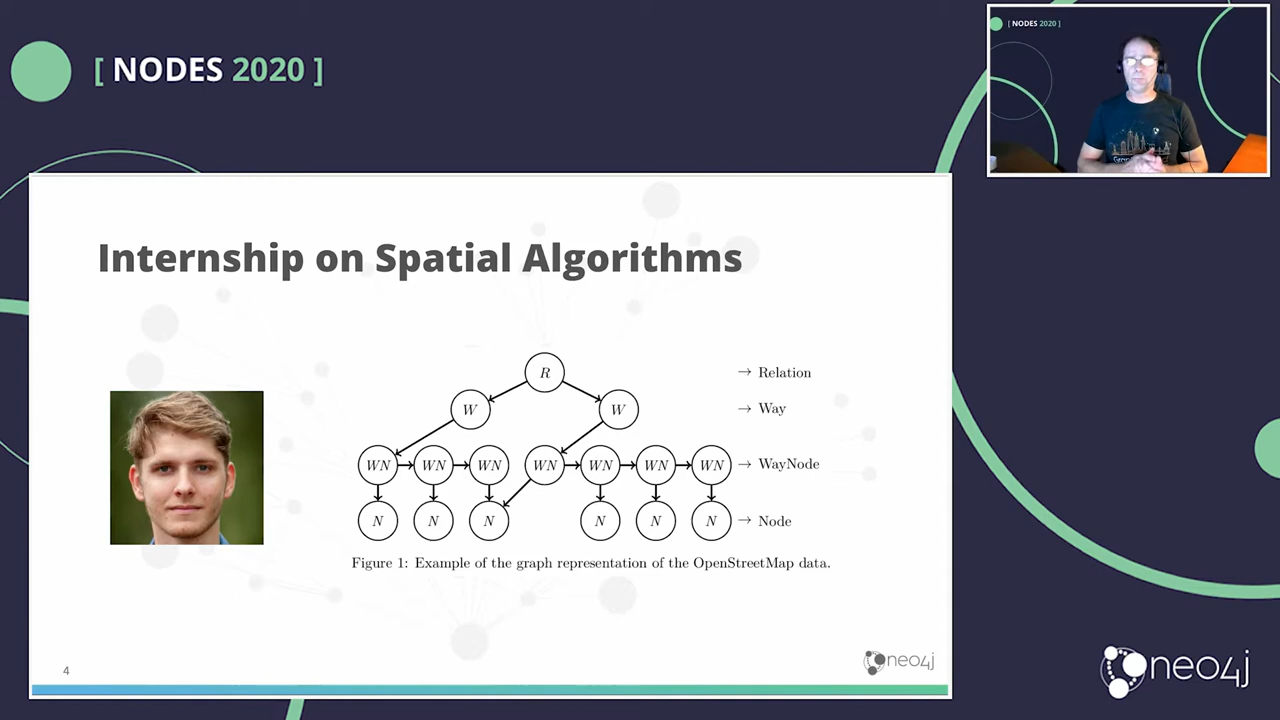 [ NODES 2020 ]
[ NODES 2020 ]
Internship on Spatial Algorithms
R
→ Relation
W W
→ Way
WN WN WN WN WN WN WN
→ WayNode
N N N N N N
→ Node
Figure 1: Example of the graph representation of the OpenStreetMap data.
4
neo4j
neo4j